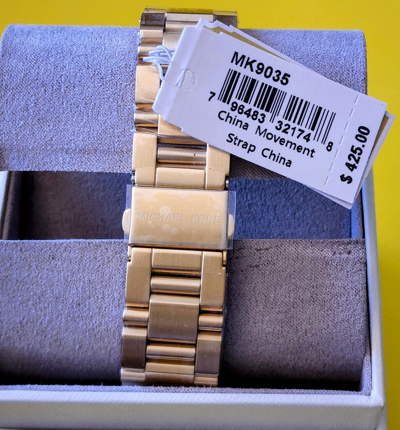 MK9035
7 96483 32174 8
China Movement
Strap China
$ 425.00
MICHAEL KORS